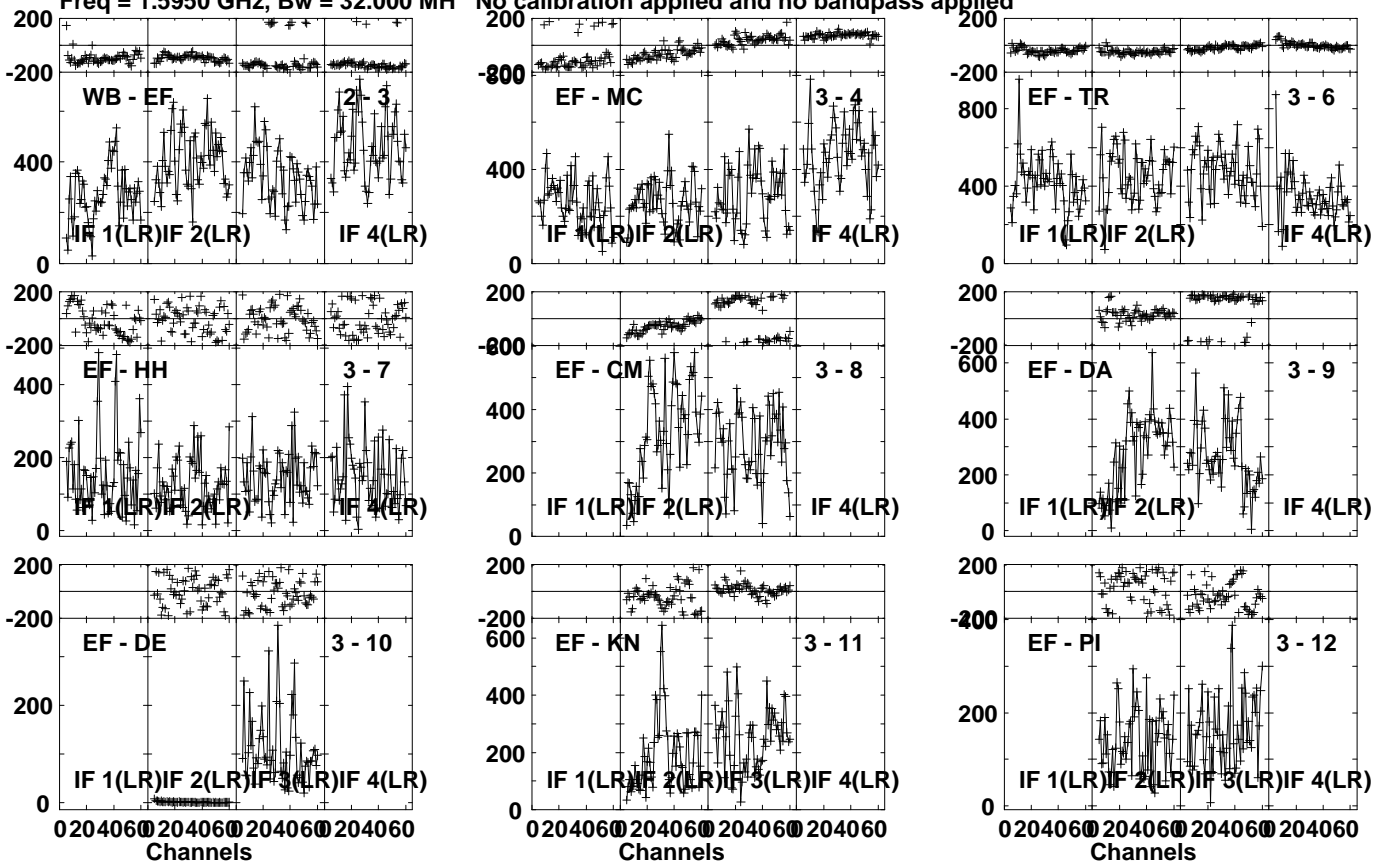 Freq = 1.5950 GHz, Bw = 32.000 MH No calibration applied and no bandpass applied
200
-200
WB - EF 2 - 3
400
IF 1(LR) IF 2(LR) IF 4(LR)
0
200
-200
800
EF - MC 3 - 4
400
200
IF 1(LR) IF 2(LR) IF 4(LR)
0
200
-200
EF - TR 3 - 6
800
400
IF 1(LR) IF 2(LR) IF 4(LR)
0
200
-200
EF - HH 3 - 7
400
200
IF 1(LR) IF 2(LR) IF 4(LR)
0
200
-200
600
EF - CM 3 - 8
400
200
IF 1(LR) IF 2(LR) IF 4(LR)
0
200
-200
600
EF - DA 3 - 9
400
200
IF 1(LR) IF 2(LR) IF 4(LR)
0
200
-200
EF - DE 3 - 10
200
IF 1(LR) IF 2(LR) IF 3(LR) IF 4(LR)
0
0 20 40 60 0 20 40 60 0 20 40 60 0 20 40 60
Channels
200
-200
EF - KN 3 - 11
600
400
200
IF 1(LR) IF 2(LR) IF 3(LR) IF 4(LR)
0
0 20 40 60 0 20 40 60 0 20 40 60 0 20 40 60
Channels
200
-200
400
EF - PI 3 - 12
200
IF 1(LR) IF 2(LR) IF 3(LR) IF 4(LR)
0
0 20 40 60 0 20 40 60 0 20 40 60 0 20 40 60
Channels